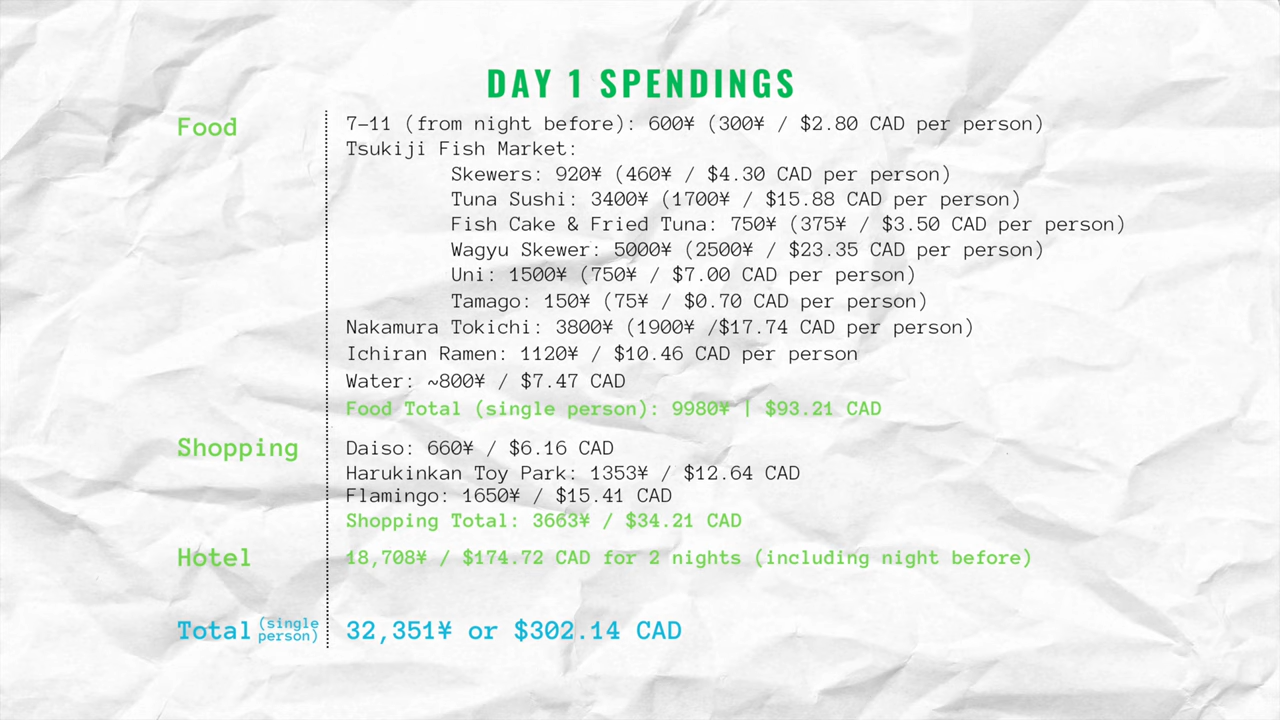 DAY 1 SPENDINGS
Food
7-11 (from night before): 600¥ (300¥ / $2.80 CAD per person)
Tsukiji Fish Market:
Skewers: 920¥ (460¥ / $4.30 CAD per person)
Tuna Sushi: 3400¥ (1700¥ / $15.88 CAD per person)
Fish Cake & Fried Tuna: 750¥ (375¥ / $3.50 CAD per person)
Wagyu Skewer: 5000¥ (2500¥ / $23.35 CAD per person)
Uni: 1500¥ (750¥ / $7.00 CAD per person)
Tamago: 150¥ (75¥ / $0.70 CAD per person)
Nakamura Tokichi: 3800¥ (1900¥ /$17.74 CAD per person)
Ichiran Ramen: 1120¥ / $10.46 CAD per person
Water: ~800¥ / $7.47 CAD
Food Total (single person): 9980¥ | $93.21 CAD
Shopping
Daiso: 660¥ / $6.16 CAD
Harukinkan Toy Park: 1353¥ / $12.64 CAD
Flamingo: 1650¥ / $15.41 CAD
Shopping Total: 3663¥ / $34.21 CAD
Hotel
18,708¥ / $174.72 CAD for 2 nights (including night before)
Total (single person)
32,351¥ or $302.14 CAD